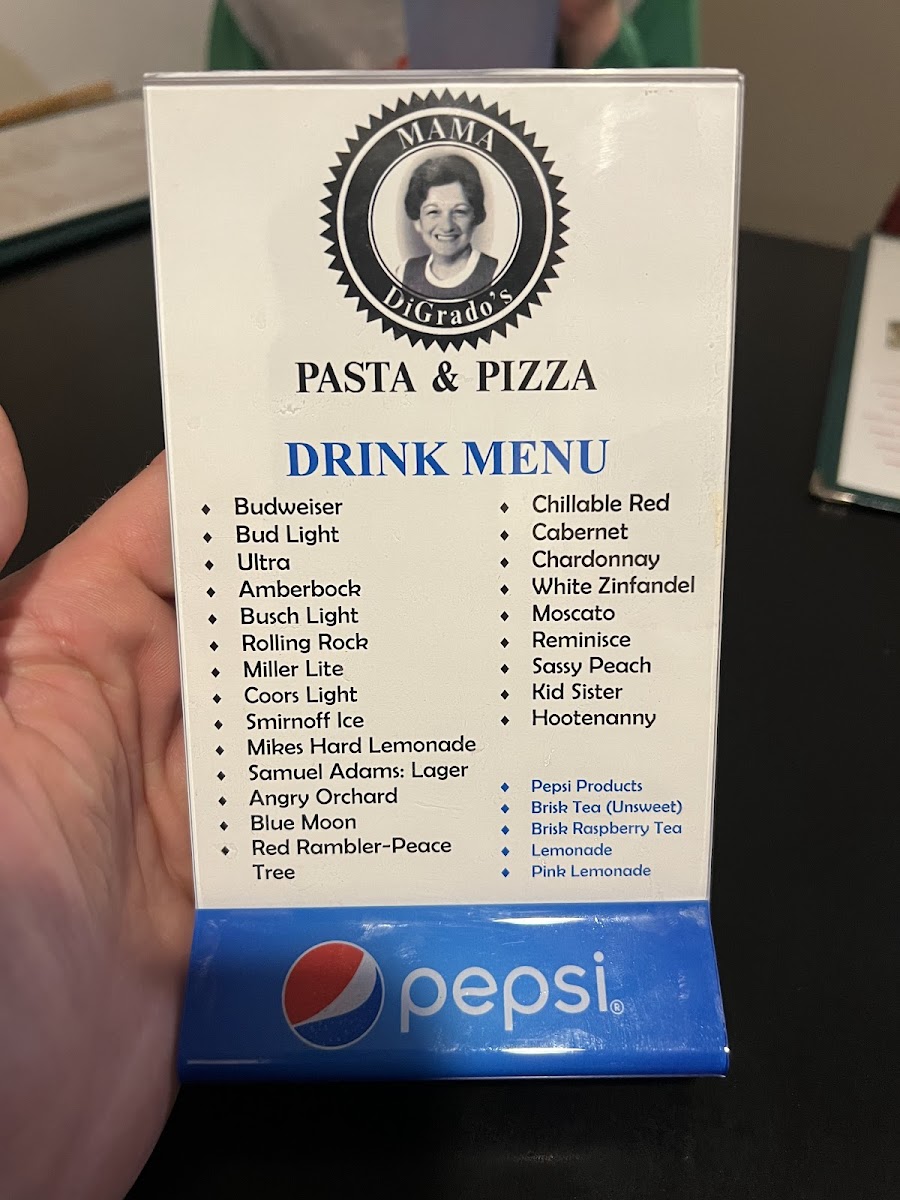 MAMA
DiGrado's
PASTA & PIZZA
DRINK MENU
Budweiser
Bud Light
Ultra
Amberbock
Busch Light
Rolling Rock
Miller Lite
Coors Light
Smirnoff Ice
Mikes Hard Lemonade
Samuel Adams: Lager
Angry Orchard
Blue Moon
Red Rambler-Peace
Tree
Chillable Red
Cabernet
Chardonnay
White Zinfandel
Moscato
Reminisce
Sassy Peach
Kid Sister
Hootenanny
Pepsi Products
Brisk Tea (Unsweet)
Brisk Raspberry Tea
Lemonade
Pink Lemonade
pepsi®